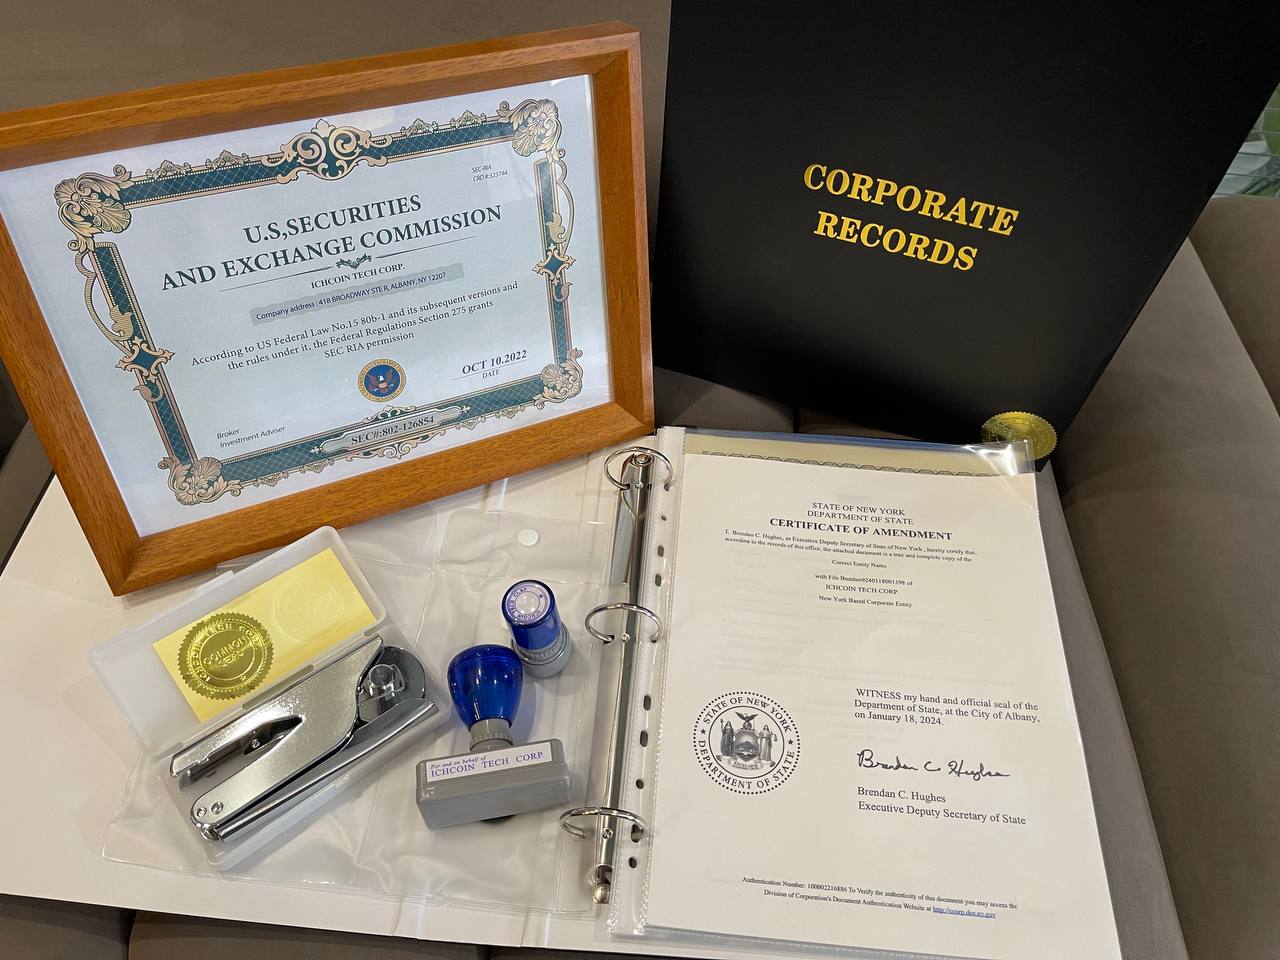 SEC-RIA
CRD #:323744
U.S,SECURITIES
AND EXCHANGE COMMISSION
ICHCOIN TECH CORP.
Company address : 418 BROADWAY STE R, ALBANY, NY 12207
According to US Federal Law No.15 80b-1 and its subsequent versions and
the rules under it, the Federal Regulations Section 275 grants
SEC RIA permission
OCT 10.2022
DATE
Broker
Investment Adviser
SEC#:802-126854
CORPORATE
RECORDS
COMMON
SEAL
For and on behalf of
ICHCOIN TECH CORP.
STATE OF NEW YORK
DEPARTMENT OF STATE
CERTIFICATE OF AMENDMENT
I, Brendan C. Hughes, as Executive Deputy Secretary of State of New York , hereby certify that,
according to the records of this office, the attached document is a true and complete copy of the
Correct Entity Name
with File Bumber#240118001398 of
ICHCOIN TECH CORP.
New York Based Corporate Entity
WITNESS my hand and official seal of the
Department of State, at the City of Albany,
on January 18, 2024.
STATE OF NEW YORK
DEPARTMENT OF STATE
EXCELSIOR
Brendan C Hughes
Brendan C. Hughes
Executive Deputy Secretary of State
Authentication Number: 100002216886 To Verify the authenticity of this document you may access the
Division of Corporation's Document Authentication Website at http://ecorp.dos.ny.gov